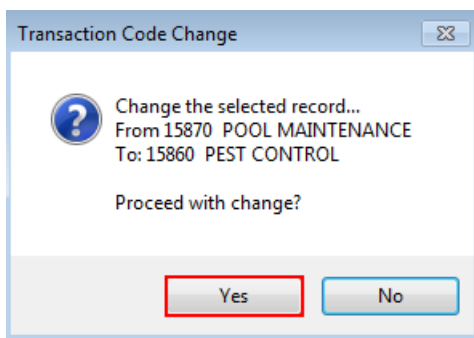 Transaction Code Change
?
Change the selected record...
From 15870 POOL MAINTENANCE
To: 15860 PEST CONTROL
Proceed with change?
Yes No